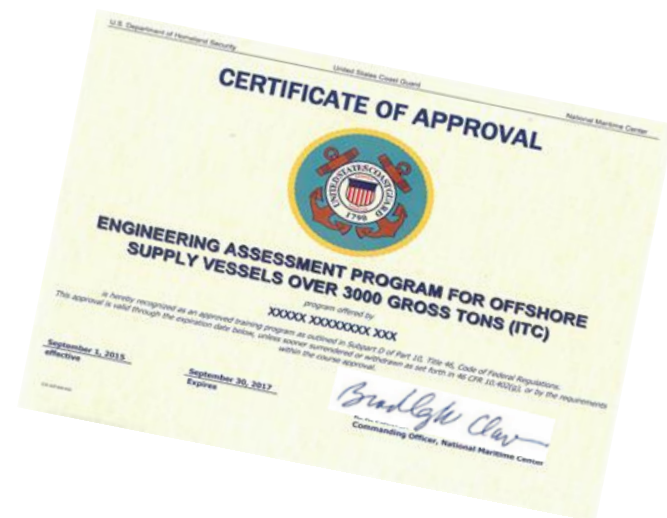 U.S. Department of Homeland Security
United States Coast Guard
National Maritime Center
CERTIFICATE OF APPROVAL
UNITED STATES COAST GUARD
1790
ENGINEERING ASSESSMENT PROGRAM FOR OFFSHORE
SUPPLY VESSELS OVER 3000 GROSS TONS (ITC)
program offered by
XXXXX XXXXXXXX XXX
is hereby recognized as an approved training program as outlined in Subpart D of Part 10, Title 46, Code of Federal Regulations.
This approval is valid through the expiration date below, unless sooner surrendered or withdrawn as set forth in 46 CFR 10.402(g), or by the requirements
within the course approval.
September 1, 2015
effective
September 30, 2017
Expires
Commanding Officer, National Maritime Center